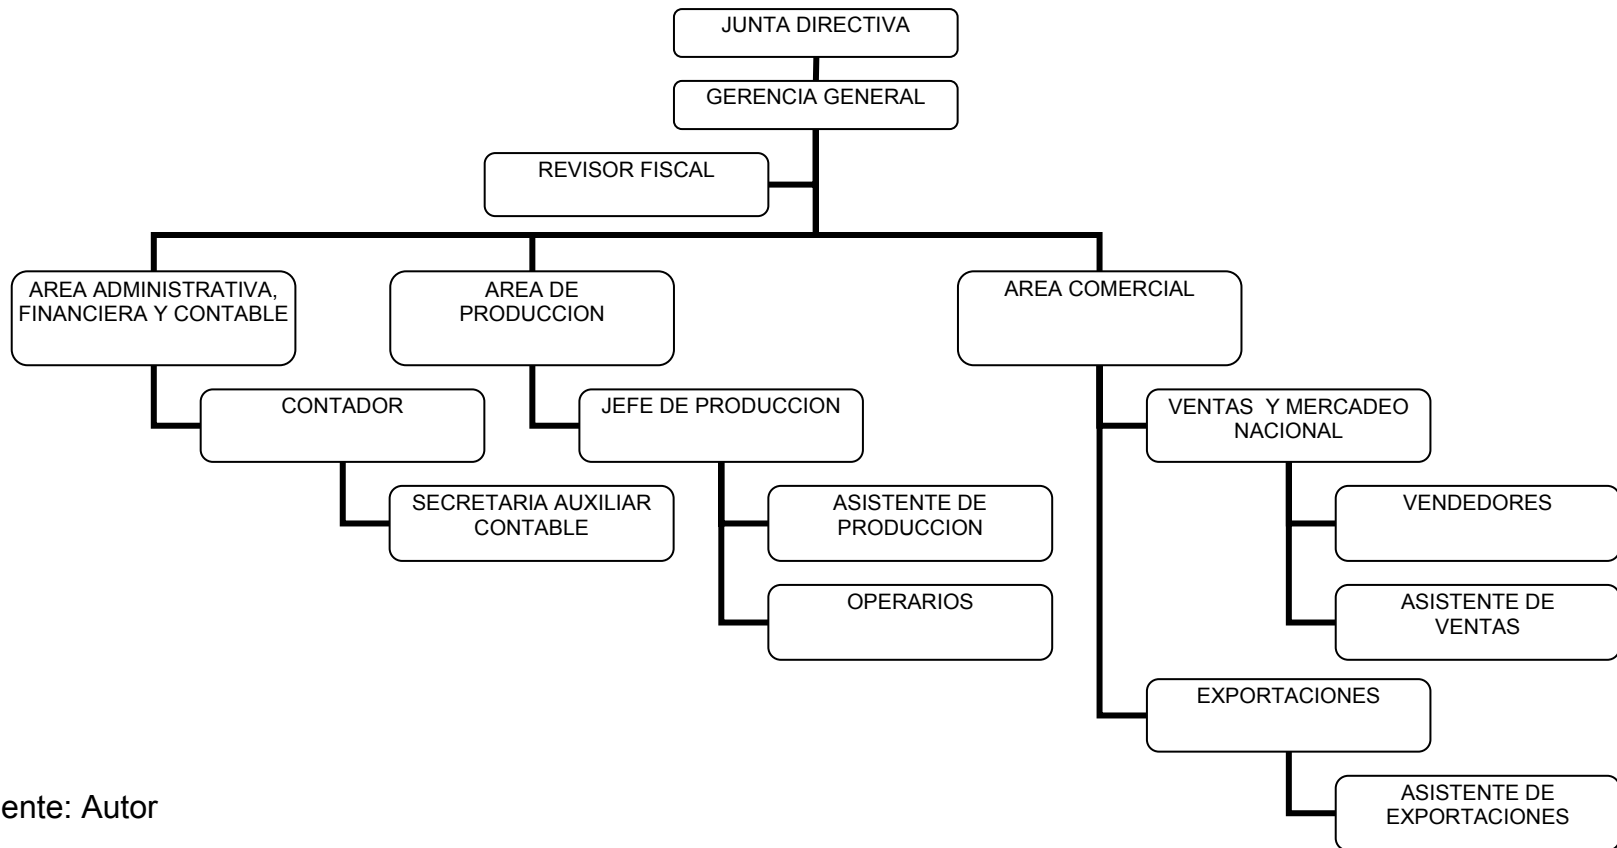 JUNTA DIRECTIVA
GERENCIA GENERAL
REVISOR FISCAL
AREA ADMINISTRATIVA,
FINANCIERA Y CONTABLE
AREA DE
PRODUCCION
AREA COMERCIAL
CONTADOR
JEFE DE PRODUCCION
VENTAS Y MERCADEO
NACIONAL
SECRETARIA AUXILIAR
CONTABLE
ASISTENTE DE
PRODUCCION
VENDEDORES
OPERARIOS
ASISTENTE DE
VENTAS
EXPORTACIONES
ASISTENTE DE
EXPORTACIONES
ente: Autor